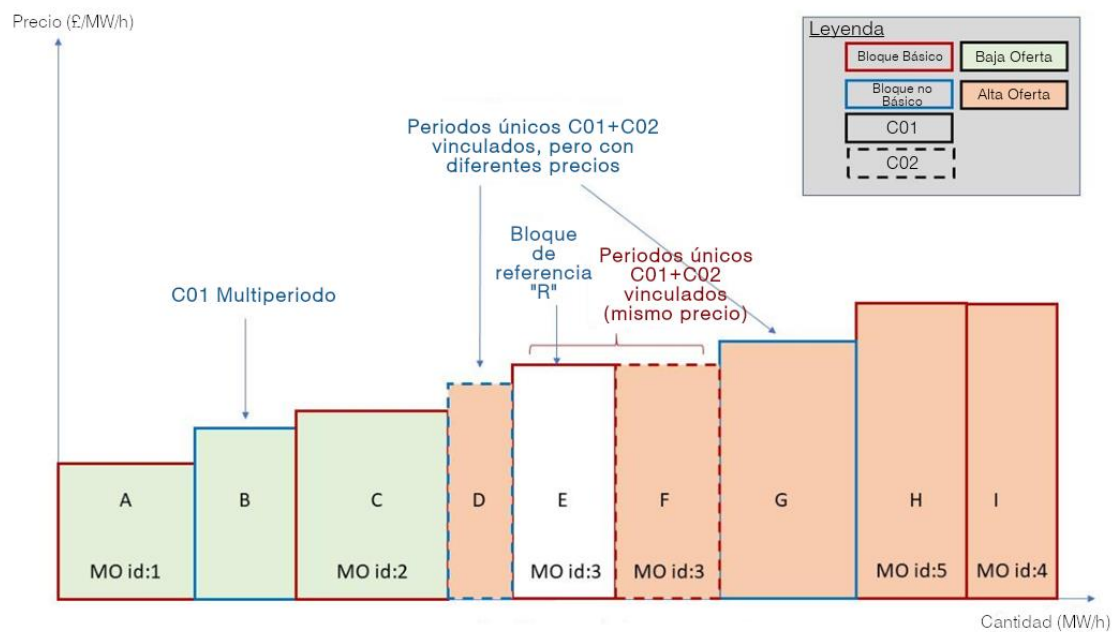 Precio (£/MW/h)
Leyenda
Bloque Básico
Baja Oferta
Bloque no
Básico
Alta Oferta
C01
C02
Periodos únicos C01+C02
vinculados, pero con
diferentes precios
Bloque
de
referencia
"R"
Periodos únicos
C01+C02
vinculados
(mismo precio)
C01 Multiperiodo
A
B
C
D
E
F
G
H
I
MO id:1
MO id:2
MO id:3
MO id:3
MO id:5
MO id:4
Cantidad (MW/h)